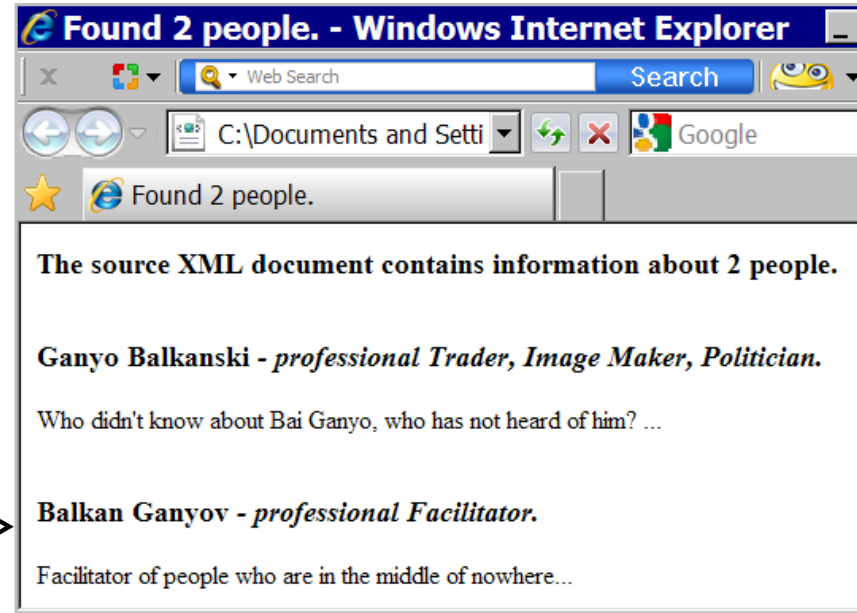 Found 2 people. - Windows Internet Explorer
Web Search
Search
C:\Documents and Setti
Google
Found 2 people.
The source XML document contains information about 2 people.
Ganyo Balkanski - professional Trader, Image Maker, Politician.
Who didn't know about Bai Ganyo, who has not heard of him? ...
Balkan Ganyov - professional Facilitator.
Facilitator of people who are in the middle of nowhere...